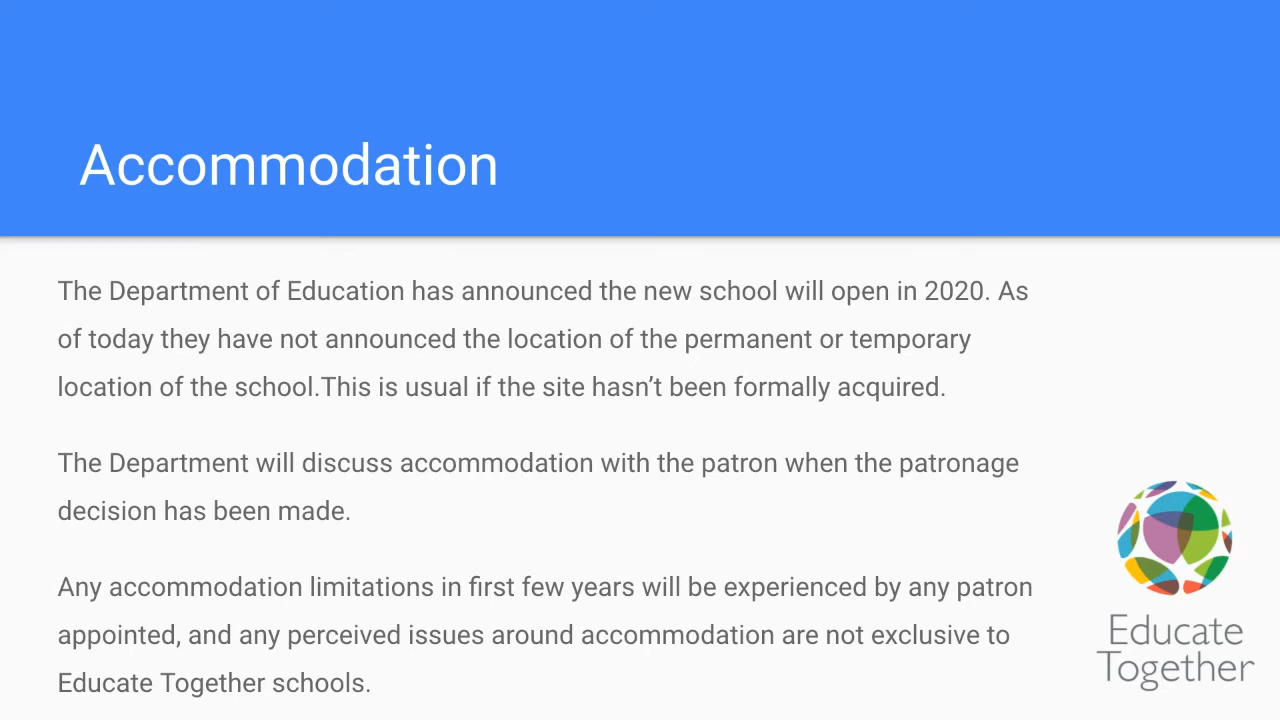 Accommodation
The Department of Education has announced the new school will open in 2020. As
of today they have not announced the location of the permanent or temporary
location of the school.This is usual if the site hasn’t been formally acquired.
The Department will discuss accommodation with the patron when the patronage
decision has been made.
Any accommodation limitations in first few years will be experienced by any patron
appointed, and any perceived issues around accommodation are not exclusive to
Educate Together schools.
Educate
Together